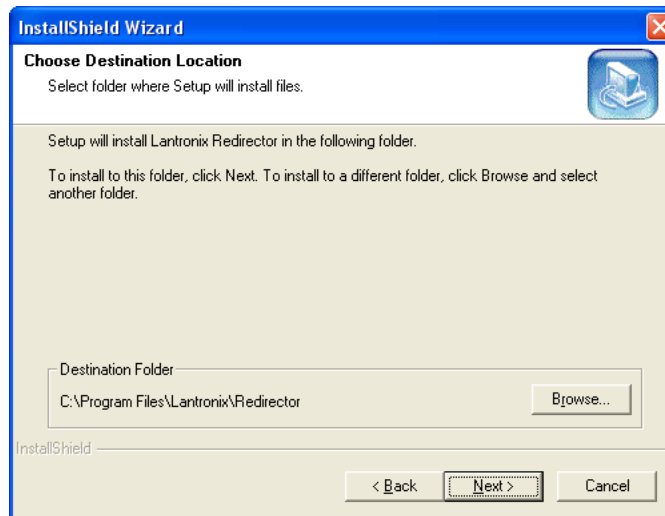 InstallShield Wizard
Choose Destination Location
Select folder where Setup will install files.
Setup will install Lantronix Redirector in the following folder.
To install to this folder, click Next. To install to a different folder, click Browse and select
another folder.
Destination Folder
C:\Program Files\Lantronix\Redirector
Browse...
InstallShield
< Back
Next >
Cancel